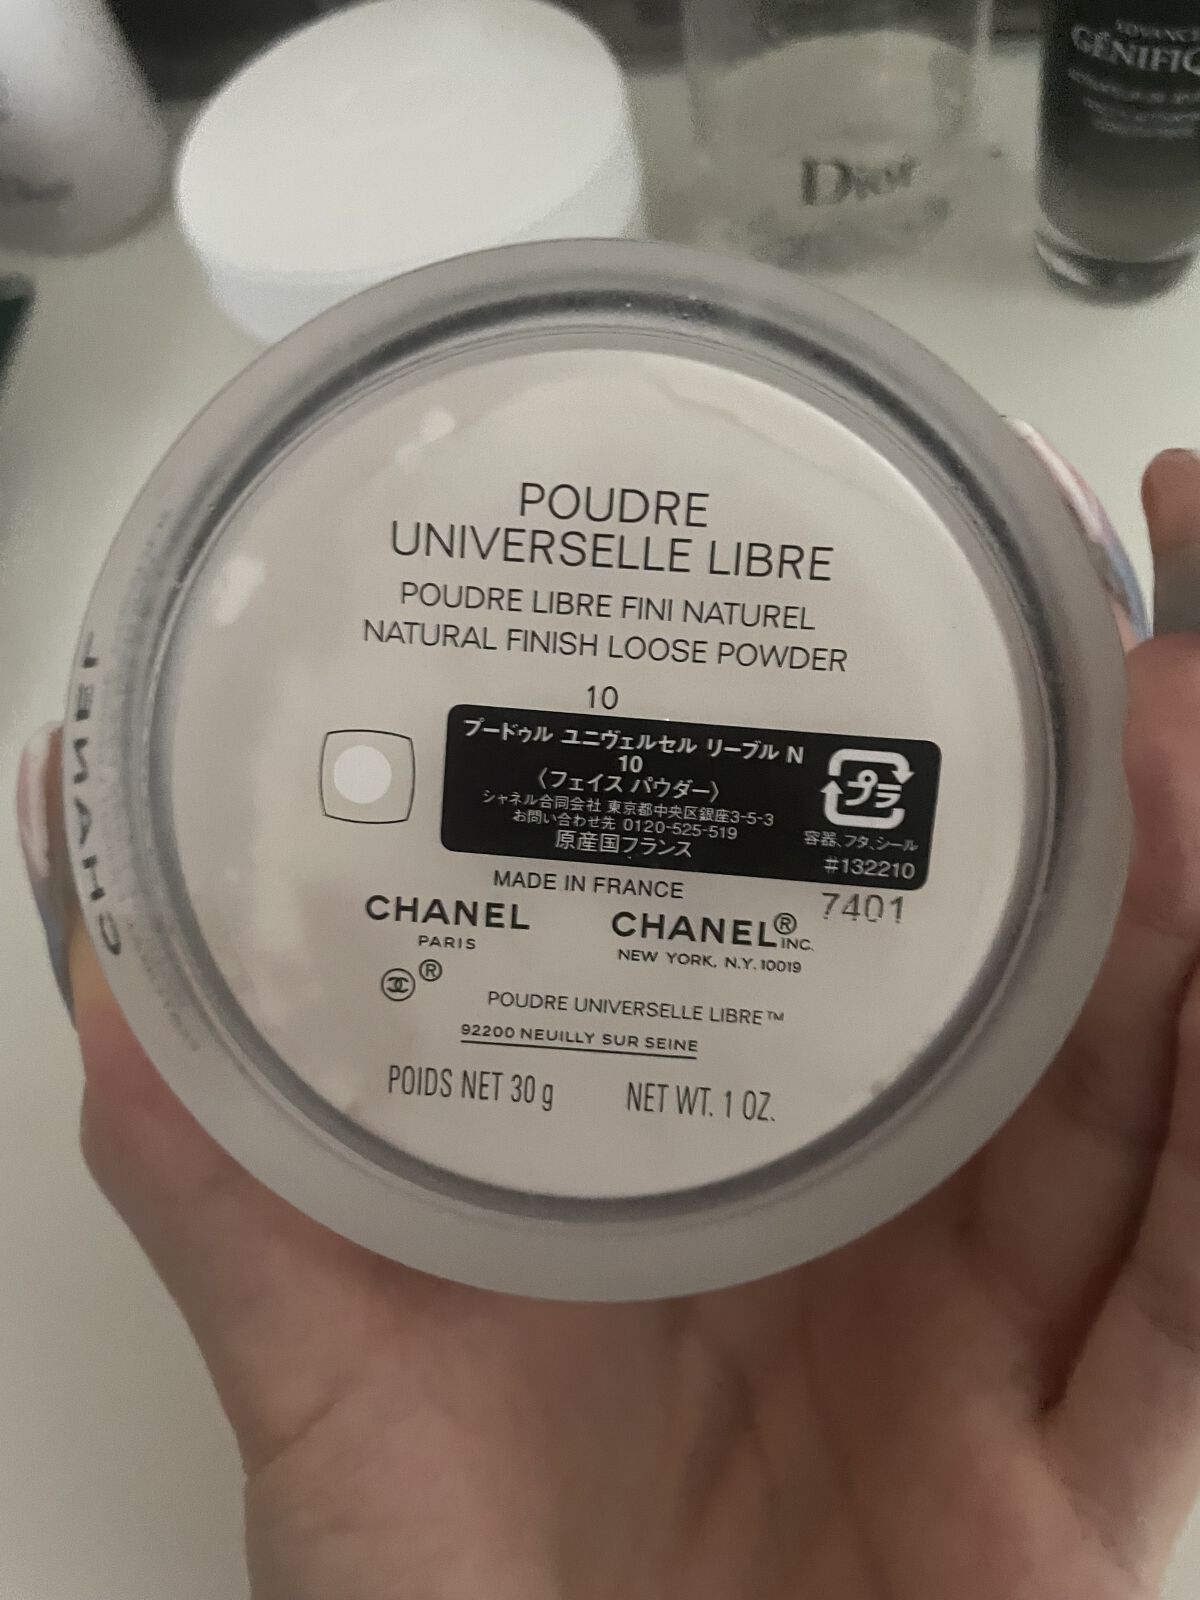 ADVANCED
GÉNIFIQ
Dior
Dior
POUDRE
UNIVERSELLE LIBRE
POUDRE LIBRE FINI NATUREL
NATURAL FINISH LOOSE POWDER
10
プードゥル ユニヴェルセル リーブル N
10
〈フェイス パウダー〉
シャネル合同会社 東京都中央区銀座3-5-3
お問い合わせ先 0120-525-519
原産国フランス
プラ
容器、フタ、シール
#132210
MADE IN FRANCE
7401
CHANEL
PARIS
CHANEL® INC.
NEW YORK, N.Y. 10019
®
POUDRE UNIVERSELLE LIBRE™
92200 NEUILLY SUR SEINE
POIDS NET 30 g NET WT. 1 OZ.
CHANEL